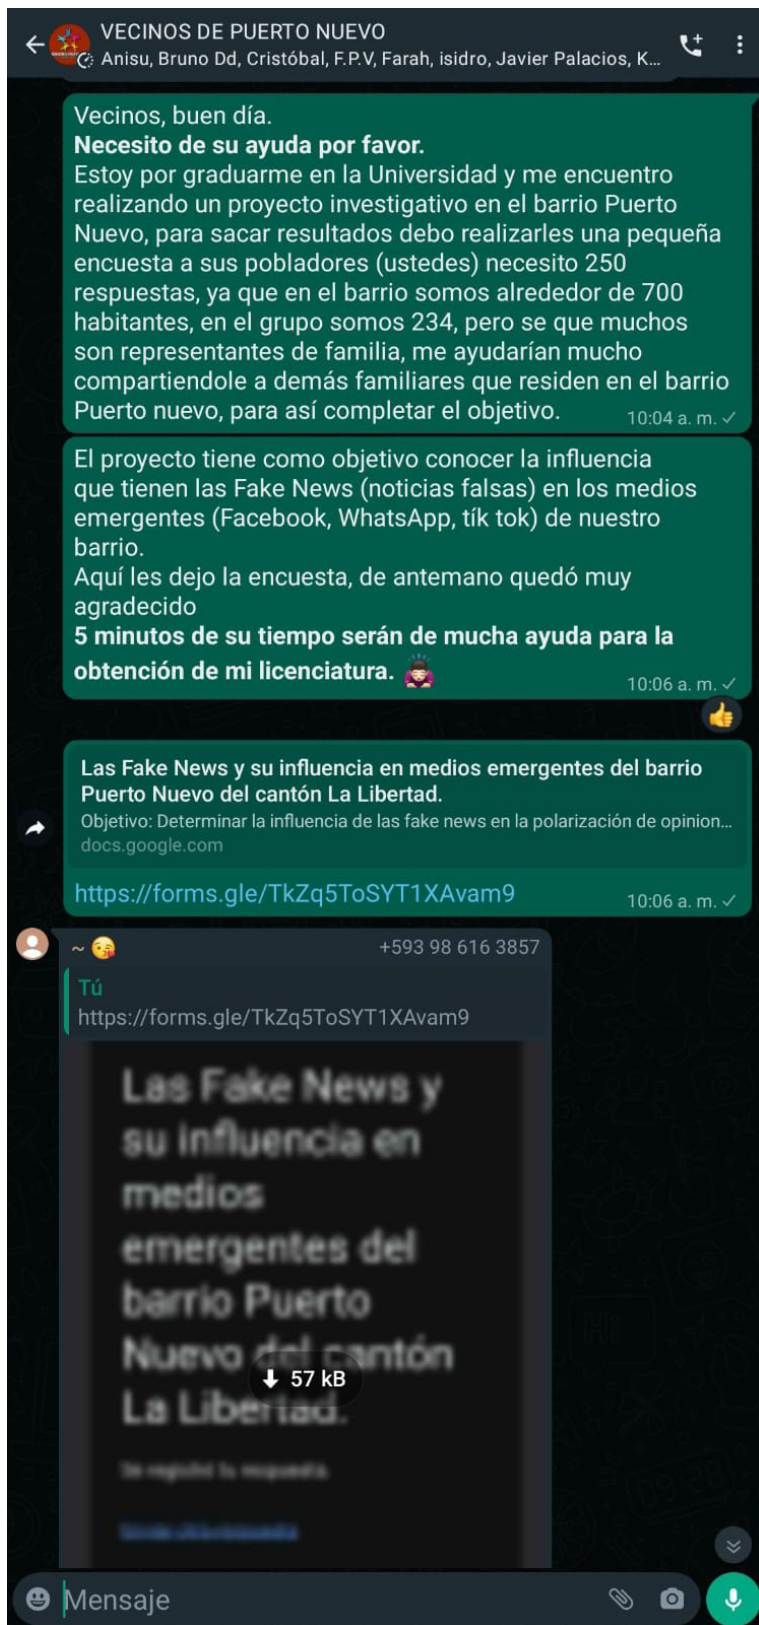 VECINOS DE PUERTO NUEVO
Anisu, Bruno Dd, Cristóbal, F.P.V, Farah, isidro, Javier Palacios, K...
Vecinos, buen día.
Necesito de su ayuda por favor.
Estoy por graduarme en la Universidad y me encuentro
realizando un proyecto investigativo en el barrio Puerto
Nuevo, para sacar resultados debo realizarles una pequeña
encuesta a sus pobladores (ustedes) necesito 250
respuestas, ya que en el barrio somos alrededor de 700
habitantes, en el grupo somos 234, pero se que muchos
son representantes de familia, me ayudarían mucho
compartiendole a demás familiares que residen en el barrio
Puerto nuevo, para así completar el objetivo.
10:04 a. m.
El proyecto tiene como objetivo conocer la influencia
que tienen las Fake News (noticias falsas) en los medios
emergentes (Facebook, WhatsApp, tík tok) de nuestro
barrio.
Aquí les dejo la encuesta, de antemano quedó muy
agradecido
5 minutos de su tiempo serán de mucha ayuda para la
obtención de mi licenciatura.
10:06 a. m.
Las Fake News y su influencia en medios emergentes del barrio
Puerto Nuevo del cantón La Libertad.
Objetivo: Determinar la influencia de las fake news en la polarización de opinion...
docs.google.com
https://forms.gle/TkZq5ToSYT1XAvam9
10:06 a. m.
~ +593 98 616 3857
Tú
https://forms.gle/TkZq5ToSYT1XAvam9
Las Fake News y
su influencia en
medios
emergentes del
barrio Puerto
Nuevo del cantón
La Libertad.
57 kB
Se registró tu respuesta.
Mensaje